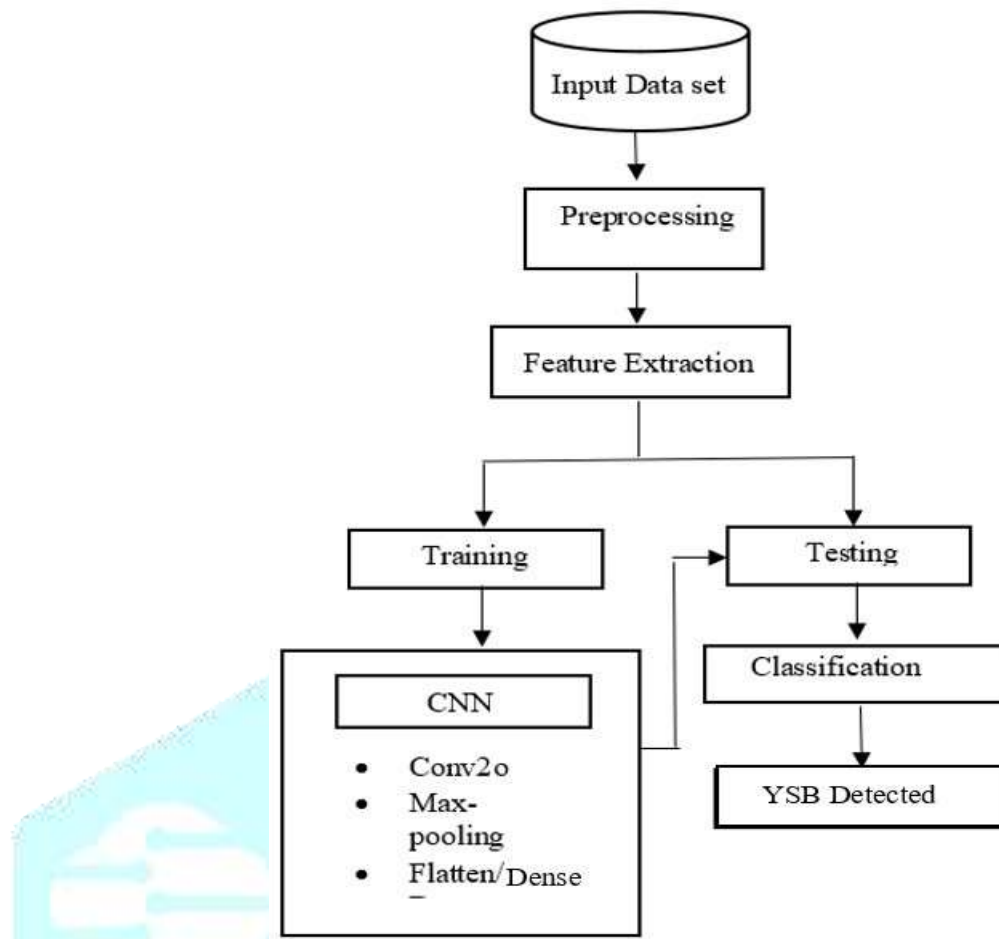 Input Data set
Preprocessing
Feature Extraction
Training
Testing
CNN
Classification
• Conv2o
• Max-
pooling
• Flatten/Dense
YSB Detected